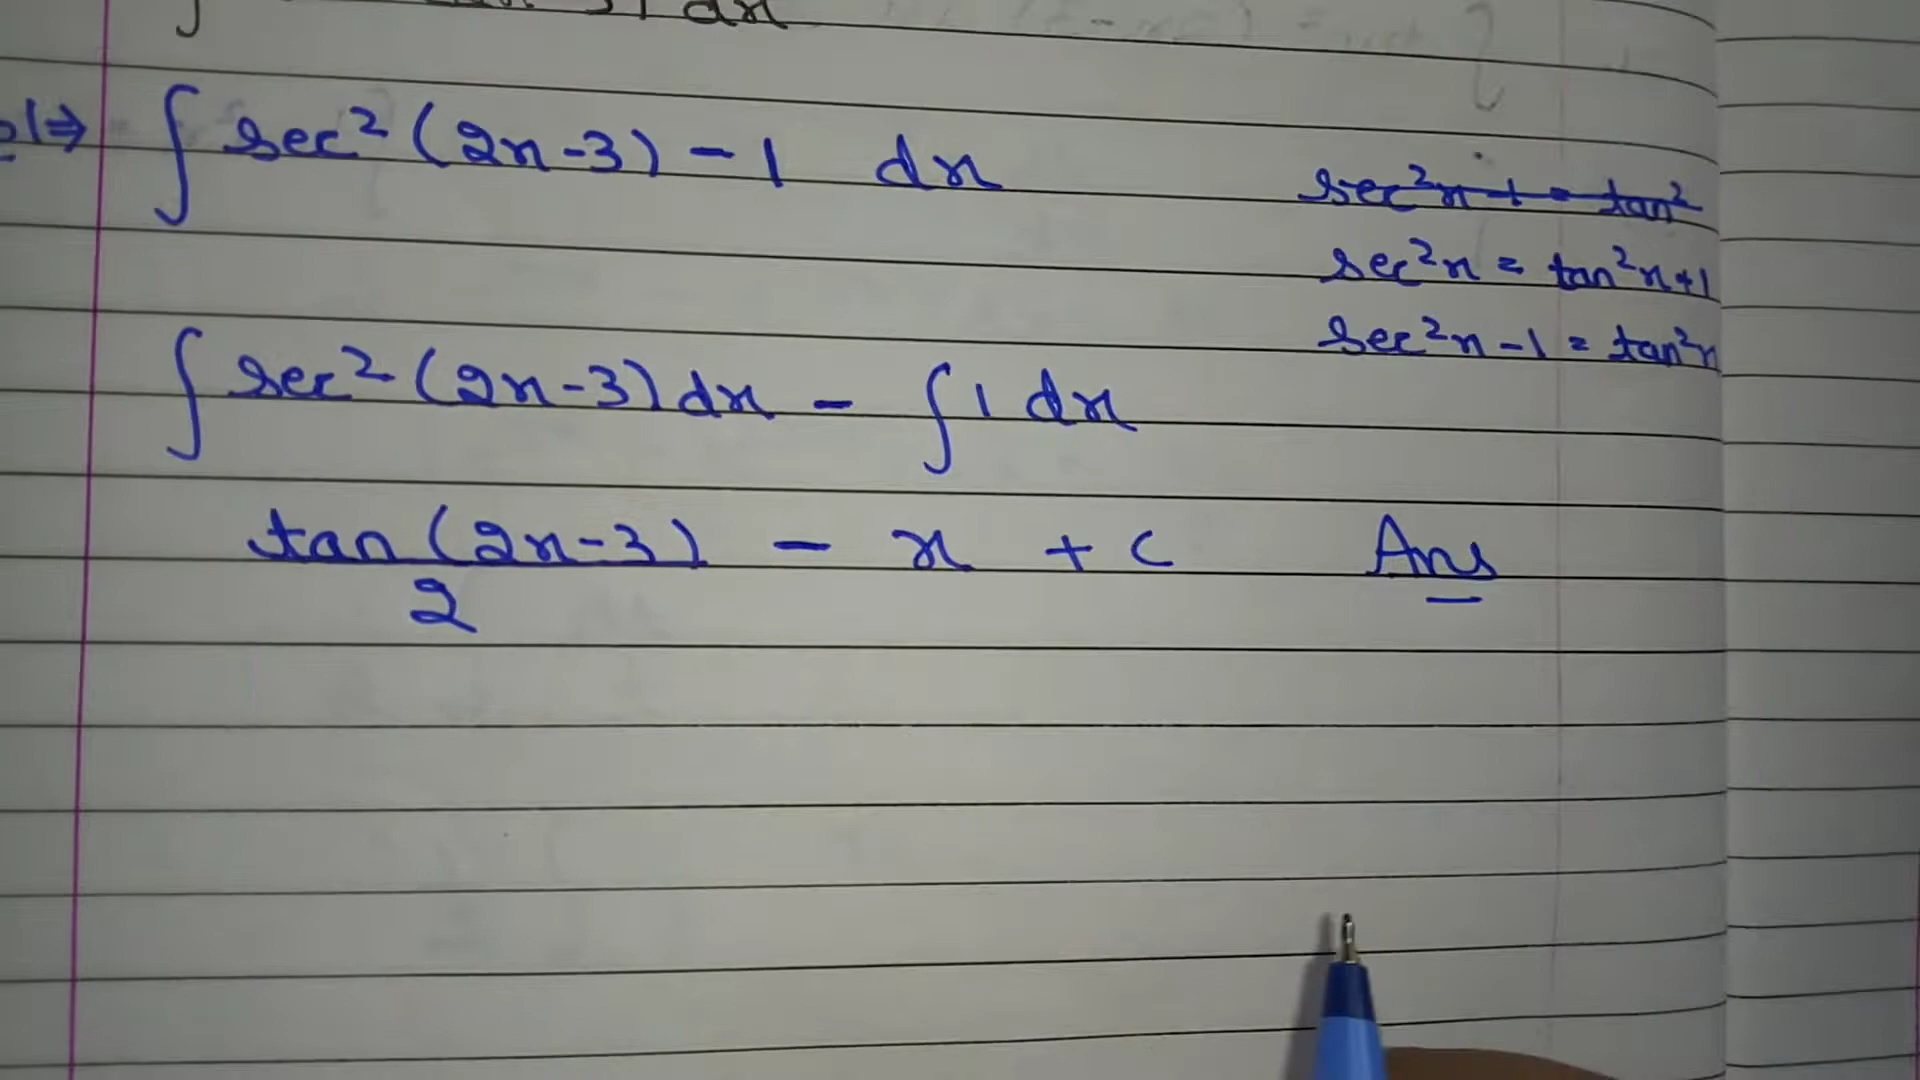 dx
∫ sec² (2x-3) - 1 dx
sec²x + = tan²
sec²x = tan²x+1
sec²x - 1 = tan²x
∫ sec² (2x-3) dx - ∫ 1 dx
tan (2x-3) / 2 - x + c Ans